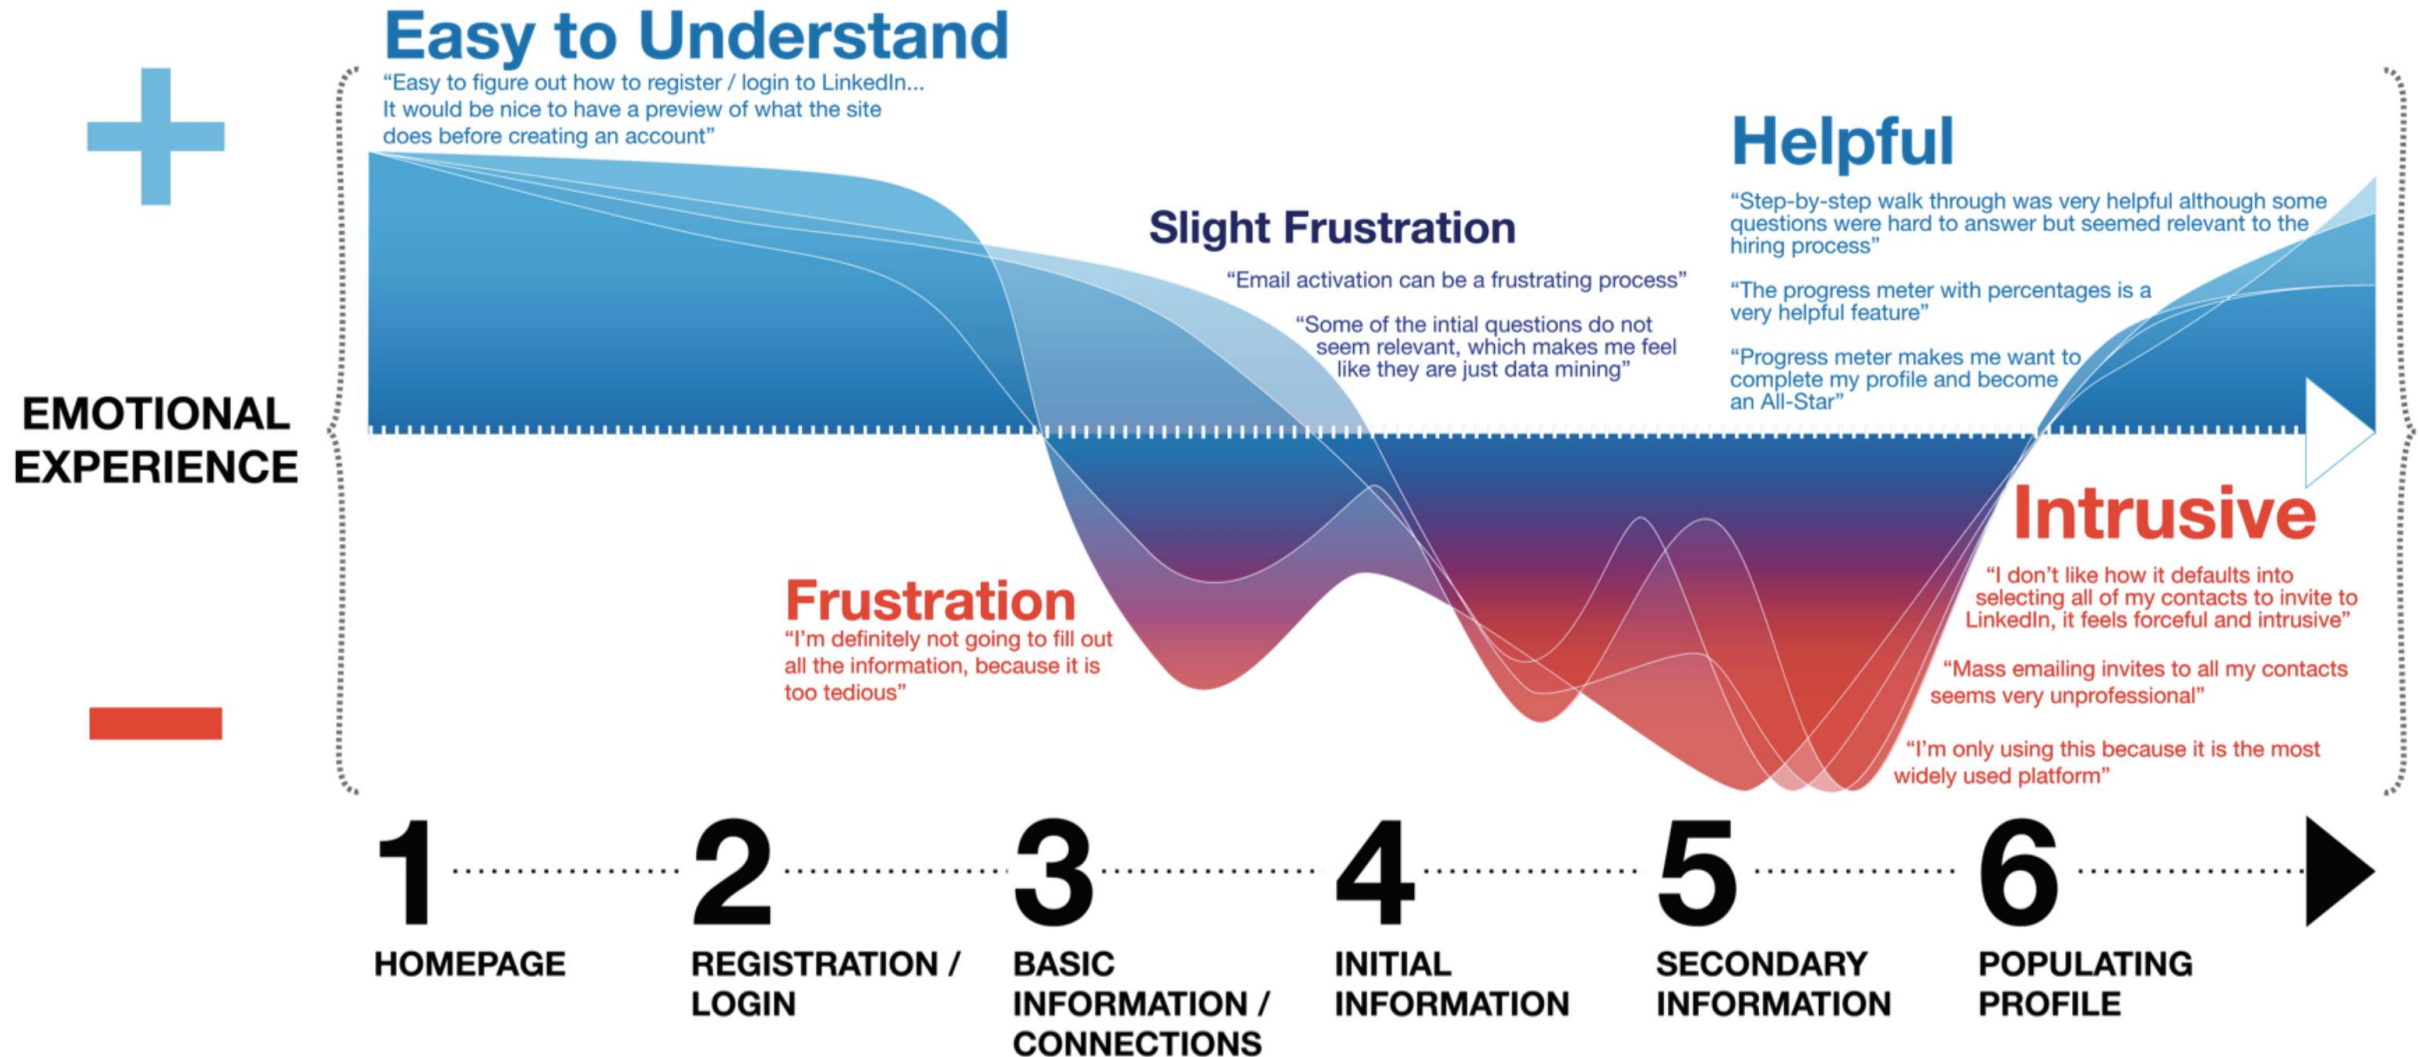 Easy to Understand
“Easy to figure out how to register / login to LinkedIn...
It would be nice to have a preview of what the site
does before creating an account”
Slight Frustration
“Email activation can be a frustrating process”
“Some of the intial questions do not
seem relevant, which makes me feel
like they are just data mining”
Helpful
“Step-by-step walk through was very helpful although some
questions were hard to answer but seemed relevant to the
hiring process”
“The progress meter with percentages is a
very helpful feature”
“Progress meter makes me want to
complete my profile and become
an All-Star”
EMOTIONAL
EXPERIENCE
Frustration
“I’m definitely not going to fill out
all the information, because it is
too tedious”
Intrusive
“I don’t like how it defaults into
selecting all of my contacts to invite to
LinkedIn, it feels forceful and intrusive”
“Mass emailing invites to all my contacts
seems very unprofessional”
“I’m only using this because it is the most
widely used platform”
1
HOMEPAGE
2
REGISTRATION /
LOGIN
3
BASIC
INFORMATION /
CONNECTIONS
4
INITIAL
INFORMATION
5
SECONDARY
INFORMATION
6
POPULATING
PROFILE